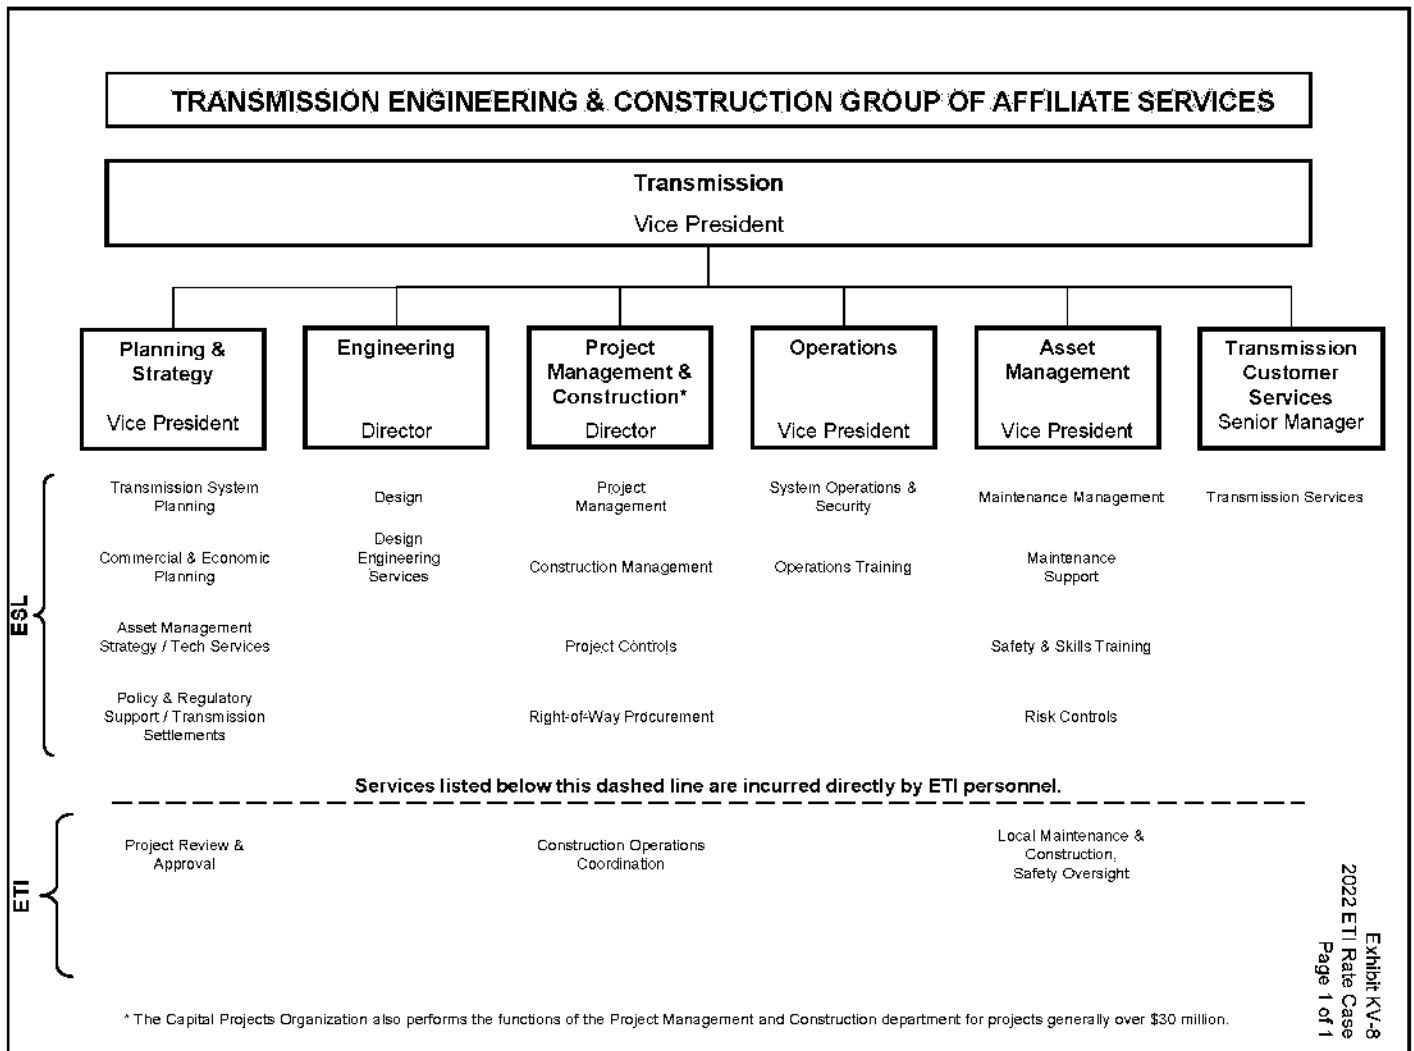 TRANSMISSION ENGINEERING & CONSTRUCTION GROUP OF AFFILIATE SERVICES
Transmission
Vice President
Planning &
Strategy
Vice President
Engineering
Director
Project
Management &
Construction*
Director
Operations
Vice President
Asset
Management
Vice President
Transmission
Customer
Services
Senior Manager
ESL
Transmission System
Planning
Commercial & Economic
Planning
Asset Management
Strategy / Tech Services
Policy & Regulatory
Support / Transmission
Settlements
Design
Design
Engineering
Services
Project
Management
Construction Management
Project Controls
Right-of-Way Procurement
System Operations &
Security
Operations Training
Maintenance Management
Maintenance
Support
Safety & Skills Training
Risk Controls
Transmission Services
Services listed below this dashed line are incurred directly by ETI personnel.
ETI
Project Review &
Approval
Construction Operations
Coordination
Local Maintenance &
Construction,
Safety Oversight
* The Capital Projects Organization also performs the functions of the Project Management and Construction department for projects generally over $30 million.
Exhibit KV-8
2022 ETI Rate Case
Page 1 of 1